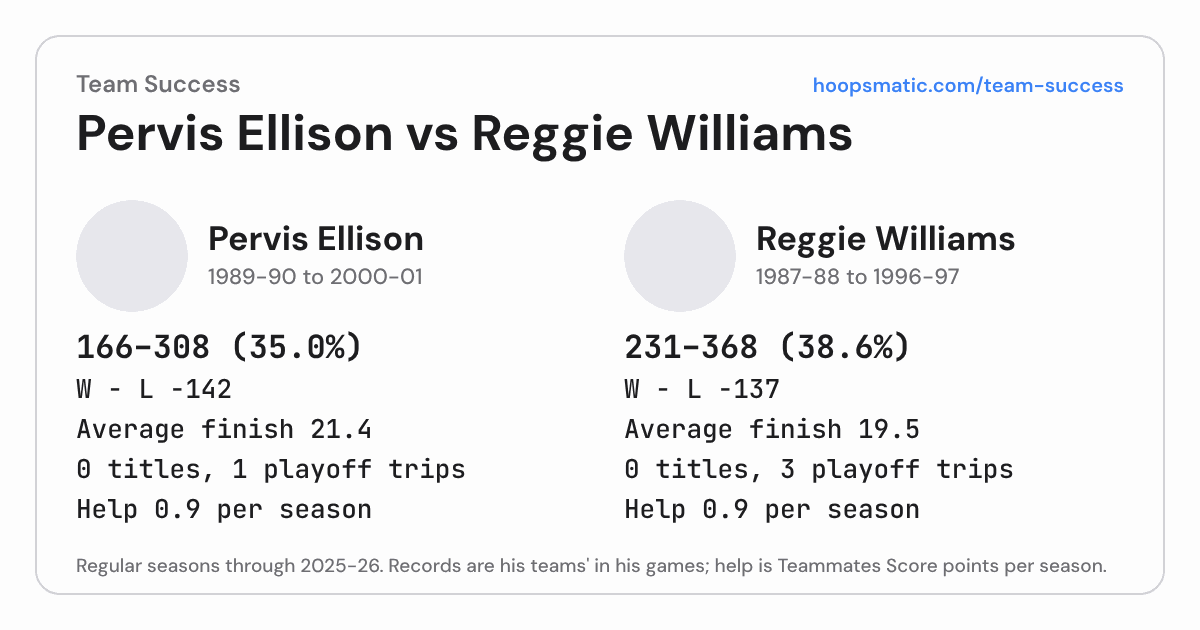 Team Success
hoopsmatic.com/team-success
Pervis Ellison vs Reggie Williams
Pervis Ellison
1989-90 to 2000-01
166-308 (35.0%)
W - L -142
Average finish 21.4
0 titles, 1 playoff trips
Help 0.9 per season
Reggie Williams
1987-88 to 1996-97
231-368 (38.6%)
W - L -137
Average finish 19.5
0 titles, 3 playoff trips
Help 0.9 per season
Regular seasons through 2025-26. Records are his teams' in his games; help is Teammates Score points per season.